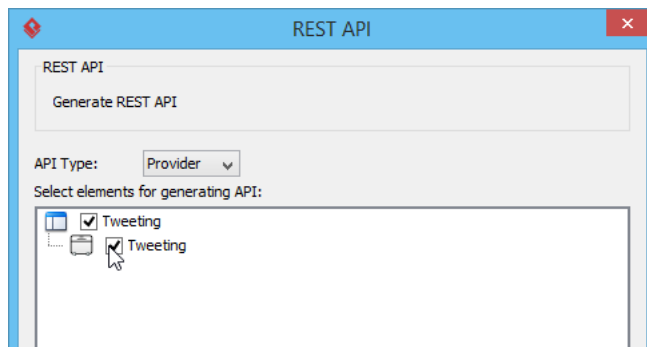 REST API
REST API
Generate REST API
API Type: Provider
Select elements for generating API:
Tweeting
Tweeting